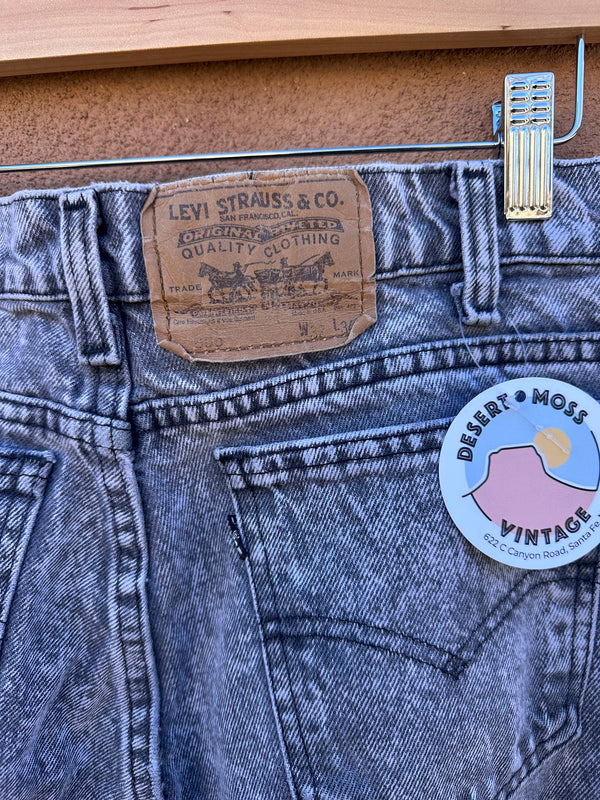 LEVI STRAUSS & CO.
SAN FRANCISCO, CAL.
ORIGINAL RIVETED
QUALITY CLOTHING
TRADE MARK
W L
DESERT MOSS
VINTAGE
622 C Canyon Road, Santa Fe